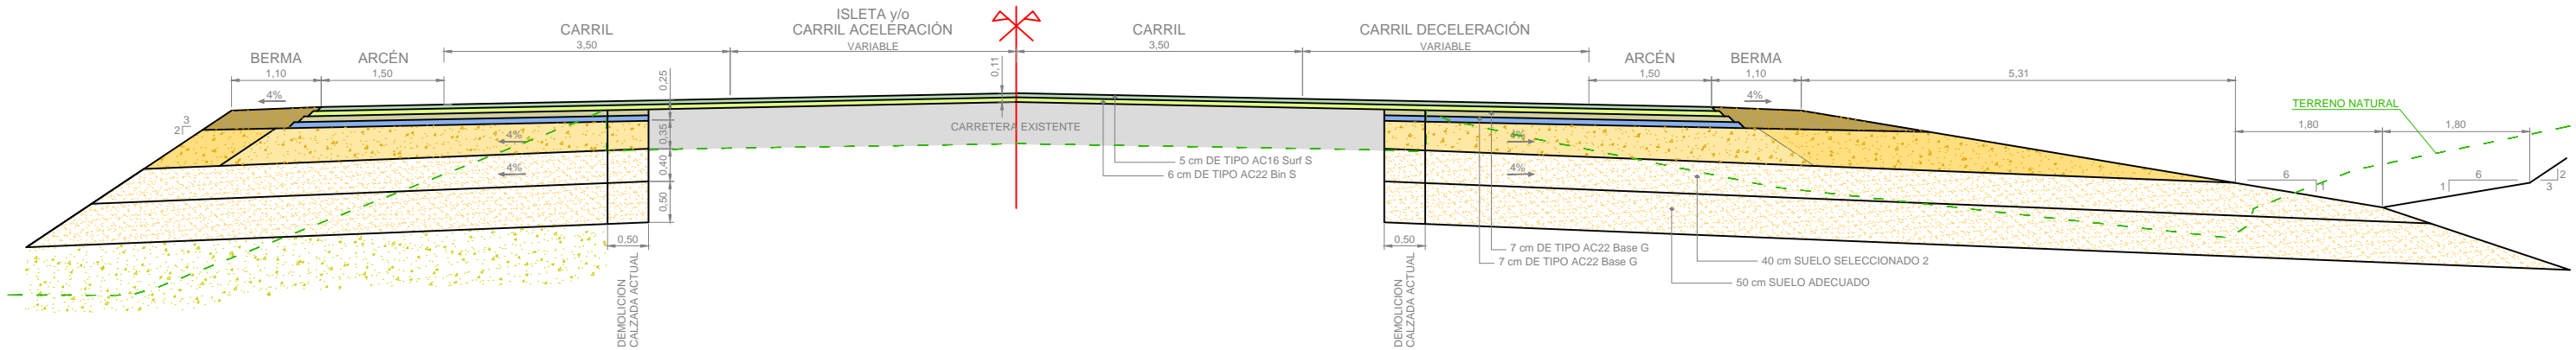 ISLETA y/o
CARRIL ACELERACIÓN
VARIABLE
CARRIL
3,50
CARRIL
3,50
CARRIL DECELERACIÓN
VARIABLE
BERMA
1,10
ARCÉN
1,50
ARCÉN
1,50
BERMA
1,10
5,31
0,11
0,25
0,35
0,40
0,50
4%
4%
4%
4%
4%
4%
3
2
CARRETERA EXISTENTE
5 cm DE TIPO AC16 Surf S
6 cm DE TIPO AC22 Bin S
TERRENO NATURAL
1,80
1,80
6
1
6
1
2
3
0,50
DEMOLICION
CALZADA ACTUAL
0,50
DEMOLICION
CALZADA ACTUAL
7 cm DE TIPO AC22 Base G
7 cm DE TIPO AC22 Base G
40 cm SUELO SELECCIONADO 2
50 cm SUELO ADECUADO